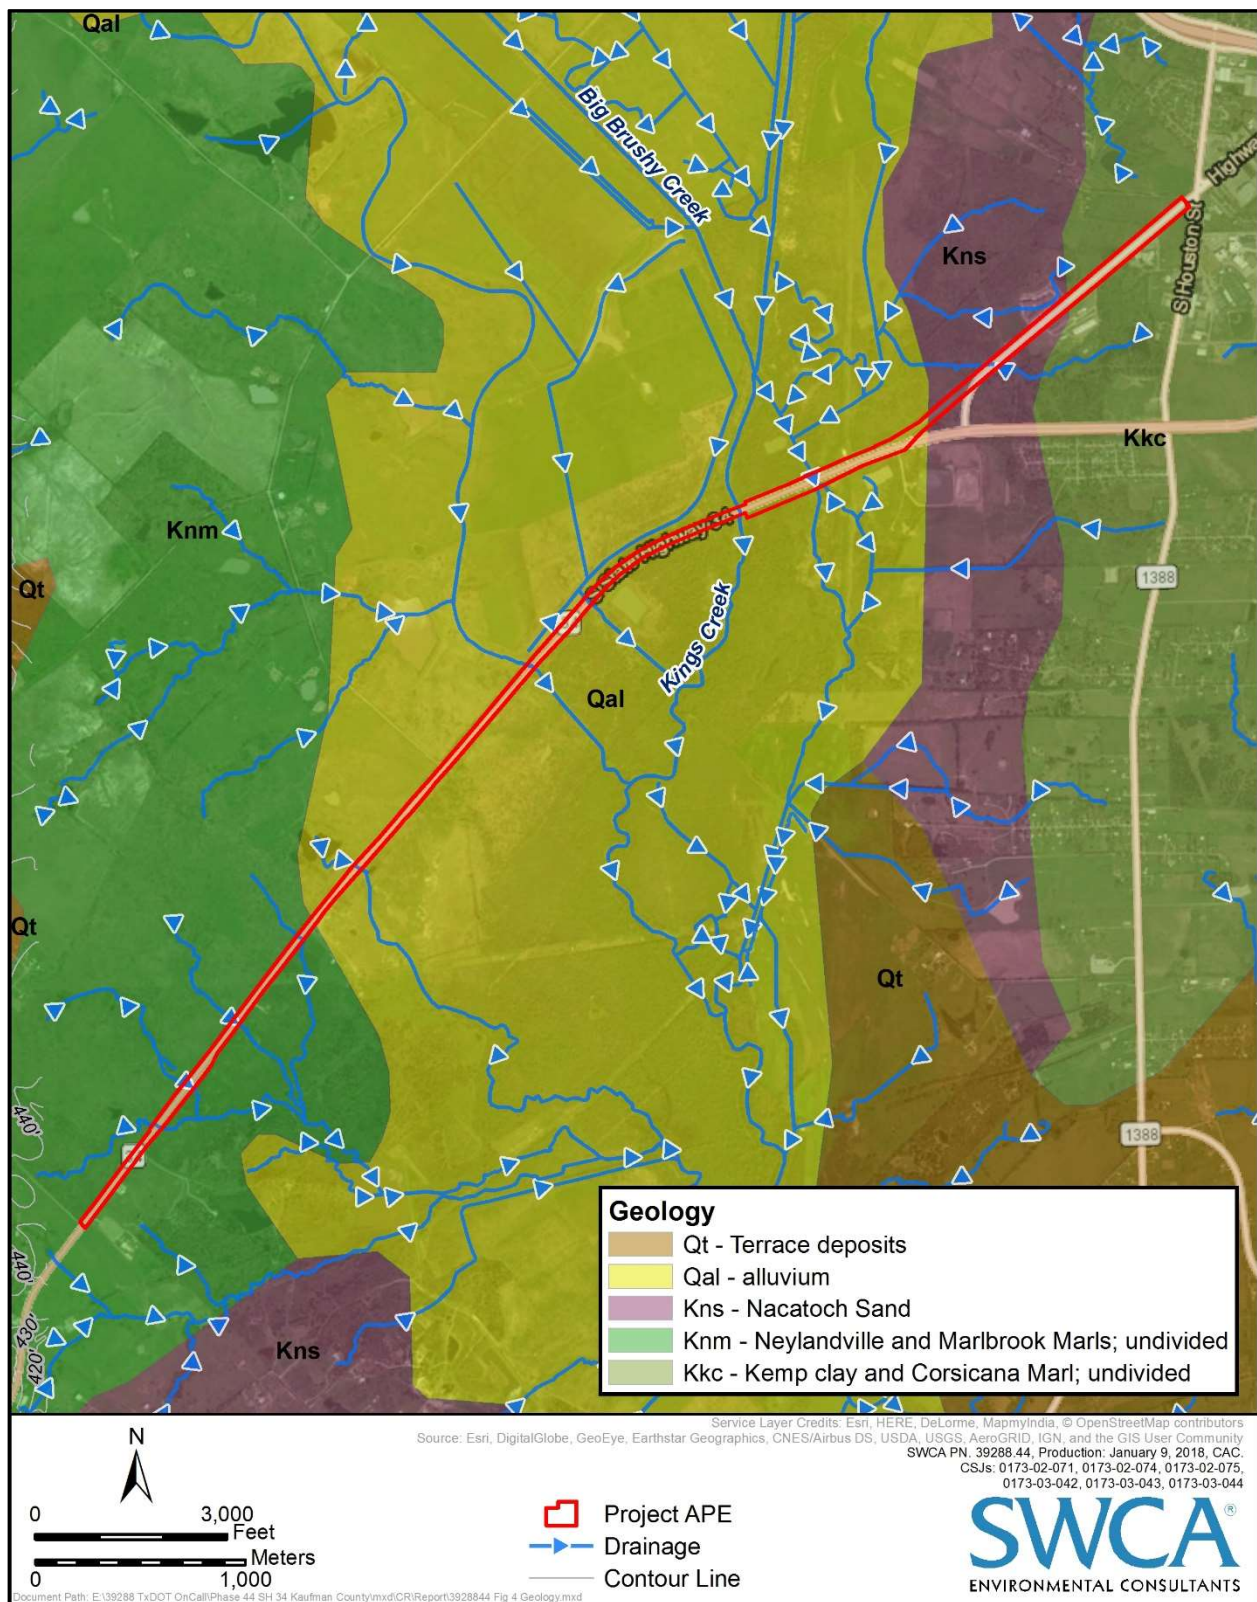 Qal
Big Brushy Creek
Highwa
S Houston St
Kns
Kkc
Knm
Qt
State Highway 34
1388
Kings Creek
Qal
Qt
Qt
1388
440'
440'
430'
420'
Kns
Geology
Qt - Terrace deposits
Qal - alluvium
Kns - Nacatoch Sand
Knm - Neylandville and Marlbrook Marls; undivided
Kkc - Kemp clay and Corsicana Marl; undivided
Service Layer Credits: Esri, HERE, DeLorme, MapmyIndia, © OpenStreetMap contributors
Source: Esri, DigitalGlobe, GeoEye, Earthstar Geographics, CNES/Airbus DS, USDA, USGS, AeroGRID, IGN, and the GIS User Community
SWCA PN. 39288.44, Production: January 9, 2018, CAC.
CSJs: 0173-02-071, 0173-02-074, 0173-02-075,
0173-03-042, 0173-03-043, 0173-03-044
N
0 3,000
Feet
Meters
0 1,000
Project APE
Drainage
Contour Line
SWCA®
ENVIRONMENTAL CONSULTANTS
Document Path: E:\39288 TxDOT OnCall\Phase 44 SH 34 Kaufman County\mxd\CR\Report\3928844 Fig 4 Geology.mxd